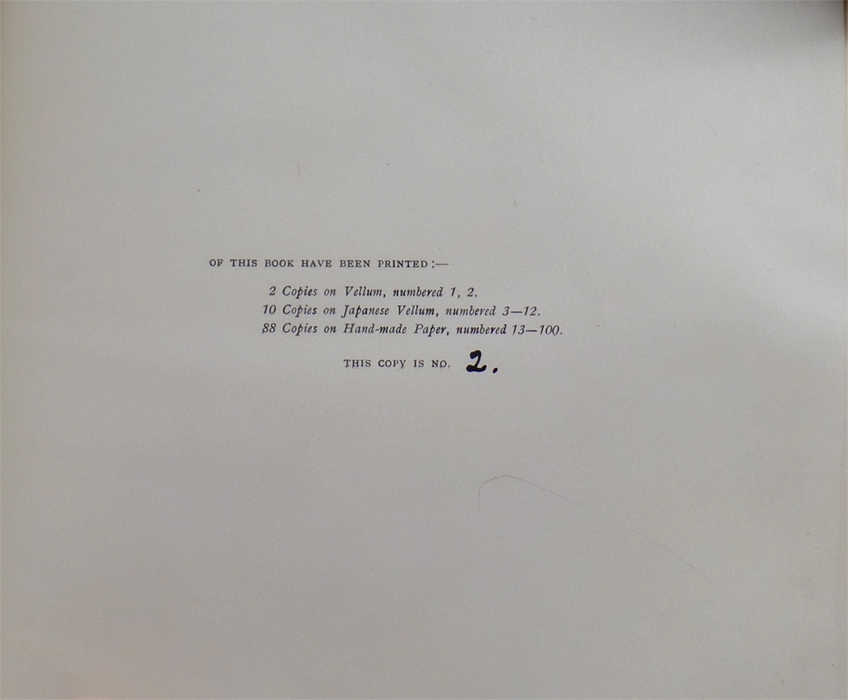 OF THIS BOOK HAVE BEEN PRINTED:—
2 Copies on Vellum, numbered 1, 2.
10 Copies on Japanese Vellum, numbered 3—12.
88 Copies on Hand-made Paper, numbered 13—100.
THIS COPY IS NO. 2.